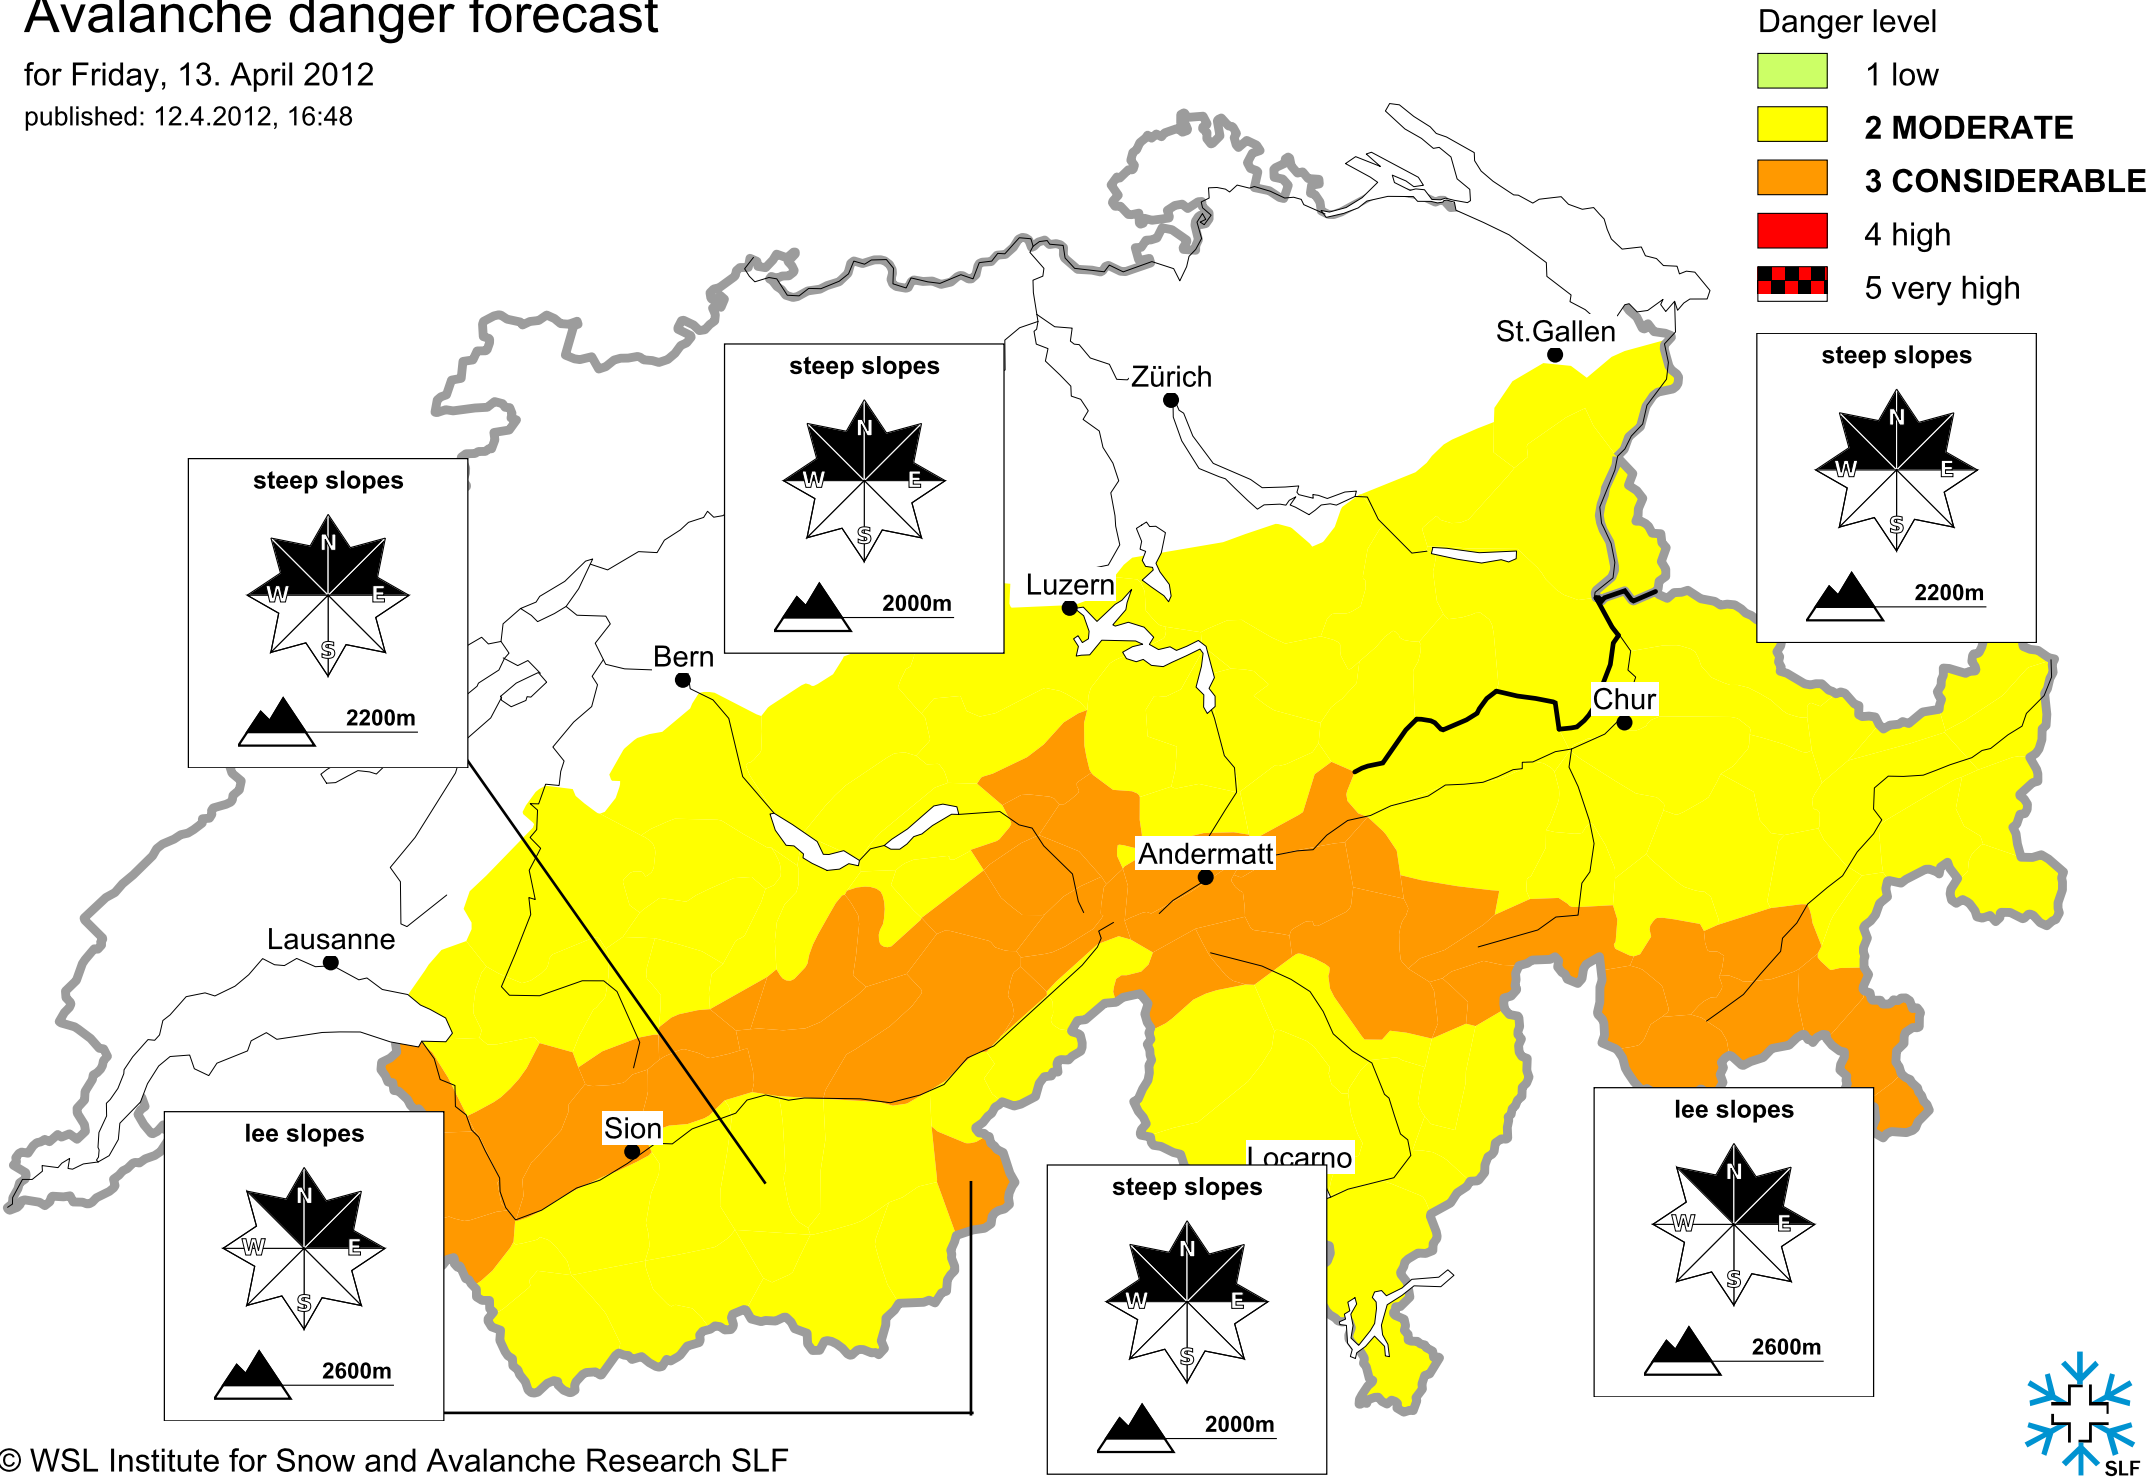 Avalanche danger forecast
for Friday, 13. April 2012
published: 12.4.2012, 16:48
Danger level
1 low
2 MODERATE
3 CONSIDERABLE
4 high
5 very high
St.Gallen
Zürich
steep slopes
N
W E
S
2200m
steep slopes
N
W E
S
2000m
steep slopes
N
W E
S
2200m
Luzern
Bern
Chur
Andermatt
Lausanne
Sion
Locarno
lee slopes
N
W E
S
2600m
steep slopes
N
W E
S
2000m
lee slopes
N
W E
S
2600m
© WSL Institute for Snow and Avalanche Research SLF
SLF